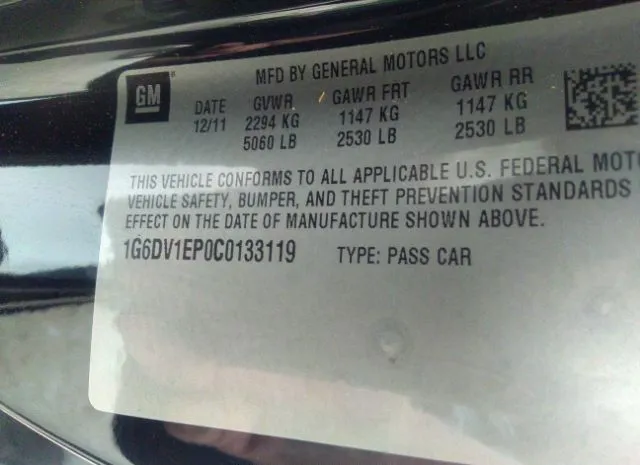 GM
MFD BY GENERAL MOTORS LLC
DATE GVWR GAWR FRT GAWR RR
12/11 2294 KG 1147 KG 1147 KG
5060 LB 2530 LB 2530 LB
THIS VEHICLE CONFORMS TO ALL APPLICABLE U.S. FEDERAL MOTO
VEHICLE SAFETY, BUMPER, AND THEFT PREVENTION STANDARDS
EFFECT ON THE DATE OF MANUFACTURE SHOWN ABOVE.
1G6DV1EP0C0133119 TYPE: PASS CAR